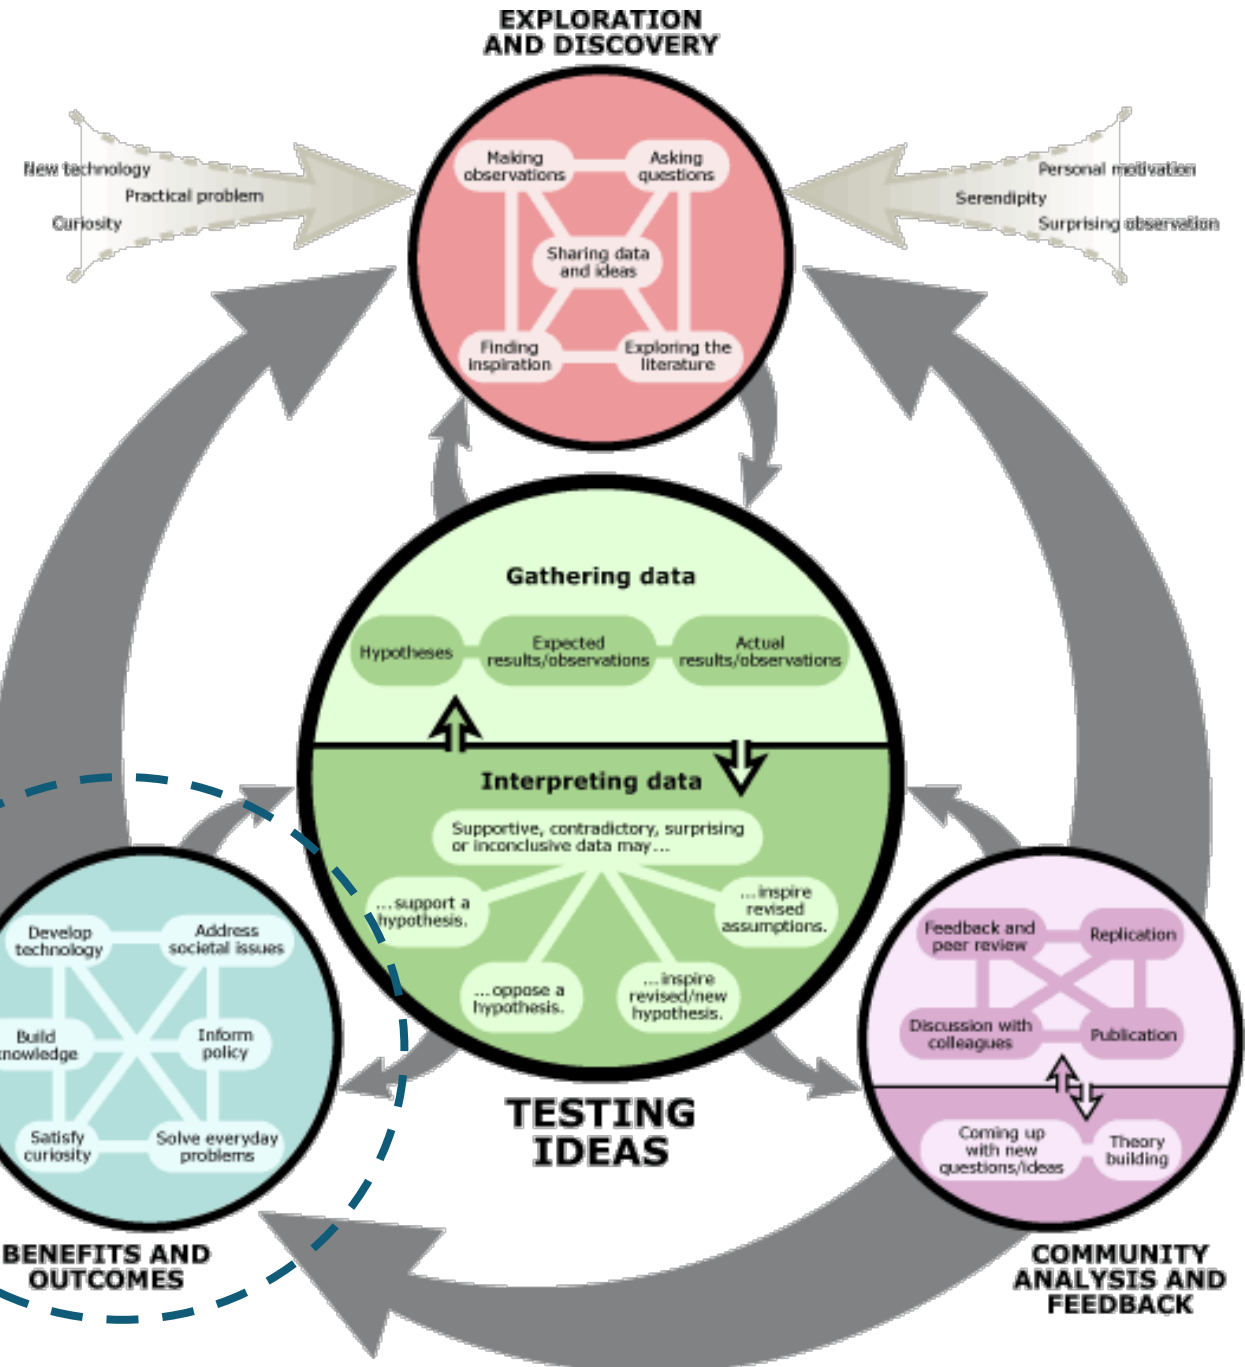 EXPLORATION
AND DISCOVERY
New technology
Practical problem
Curiosity
Personal motivation
Serendipity
Surprising observation
Making
observations
Asking
questions
Sharing data
and ideas
Finding
inspiration
Exploring the
literature
Gathering data
Hypotheses
Expected
results/observations
Actual
results/observations
Interpreting data
Supportive, contradictory, surprising
or inconclusive data may...
...support a
hypothesis.
...oppose a
hypothesis.
...inspire
revised/new
hypothesis.
...inspire
revised
assumptions.
TESTING
IDEAS
Develop
technology
Address
societal issues
Build
knowledge
Inform
policy
Satisfy
curiosity
Solve everyday
problems
BENEFITS AND
OUTCOMES
Feedback and
peer review
Replication
Discussion with
colleagues
Publication
Coming up
with new
questions/ideas
Theory
building
COMMUNITY
ANALYSIS AND
FEEDBACK